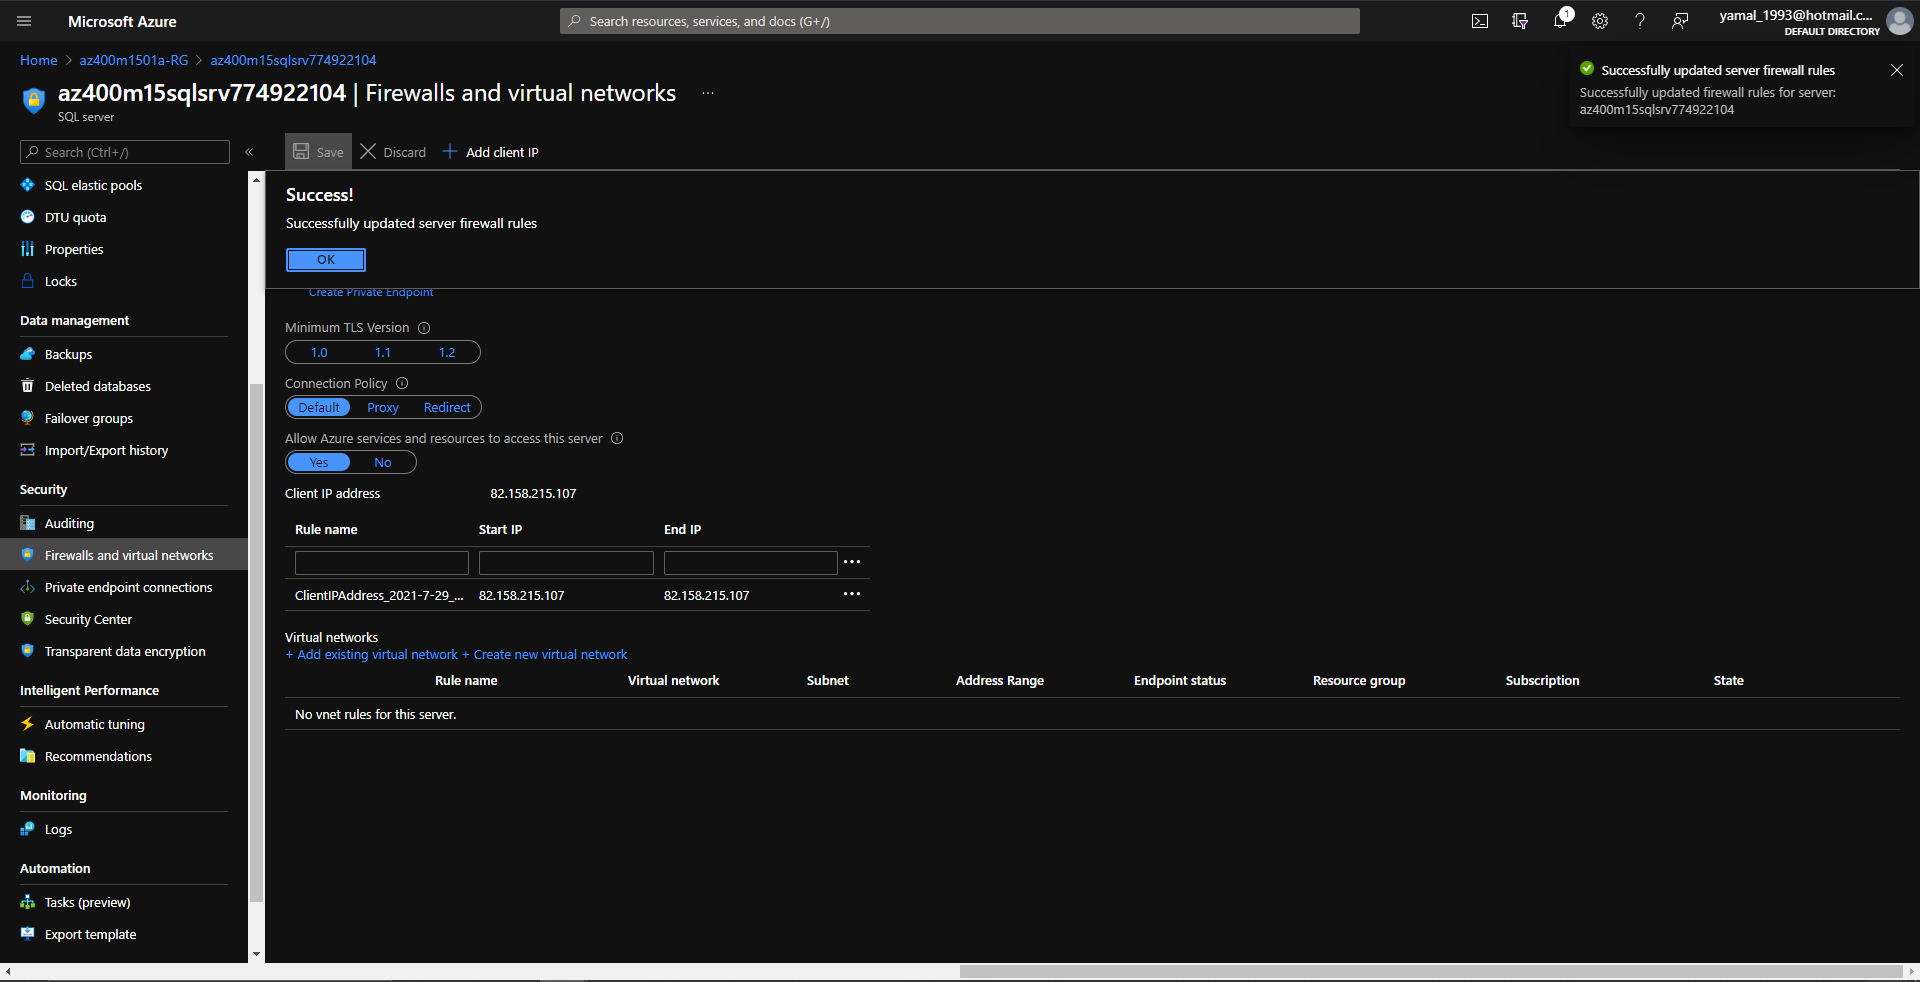 Microsoft Azure
Search resources, services, and docs (G+/)
1
yamal_1993@hotmail.c...
DEFAULT DIRECTORY
Home > az400m1501a-RG > az400m15sqlsrv774922104
az400m15sqlsrv774922104 | Firewalls and virtual networks ...
SQL server
Successfully updated server firewall rules
Successfully updated firewall rules for server:
az400m15sqlsrv774922104
Search (Ctrl+/)
«
SQL elastic pools
DTU quota
Properties
Locks
Data management
Backups
Deleted databases
Failover groups
Import/Export history
Security
Auditing
Firewalls and virtual networks
Private endpoint connections
Security Center
Transparent data encryption
Intelligent Performance
Automatic tuning
Recommendations
Monitoring
Logs
Automation
Tasks (preview)
Export template
Save Discard + Add client IP
Success!
Successfully updated server firewall rules
OK
Create Private Endpoint
Minimum TLS Version
1.0 1.1 1.2
Connection Policy
Default Proxy Redirect
Allow Azure services and resources to access this server
Yes No
Client IP address 82.158.215.107
Rule name Start IP End IP
...
ClientIPAddress_2021-7-29_... 82.158.215.107 82.158.215.107 ...
Virtual networks
+ Add existing virtual network + Create new virtual network
Rule name Virtual network Subnet Address Range Endpoint status Resource group Subscription State
No vnet rules for this server.